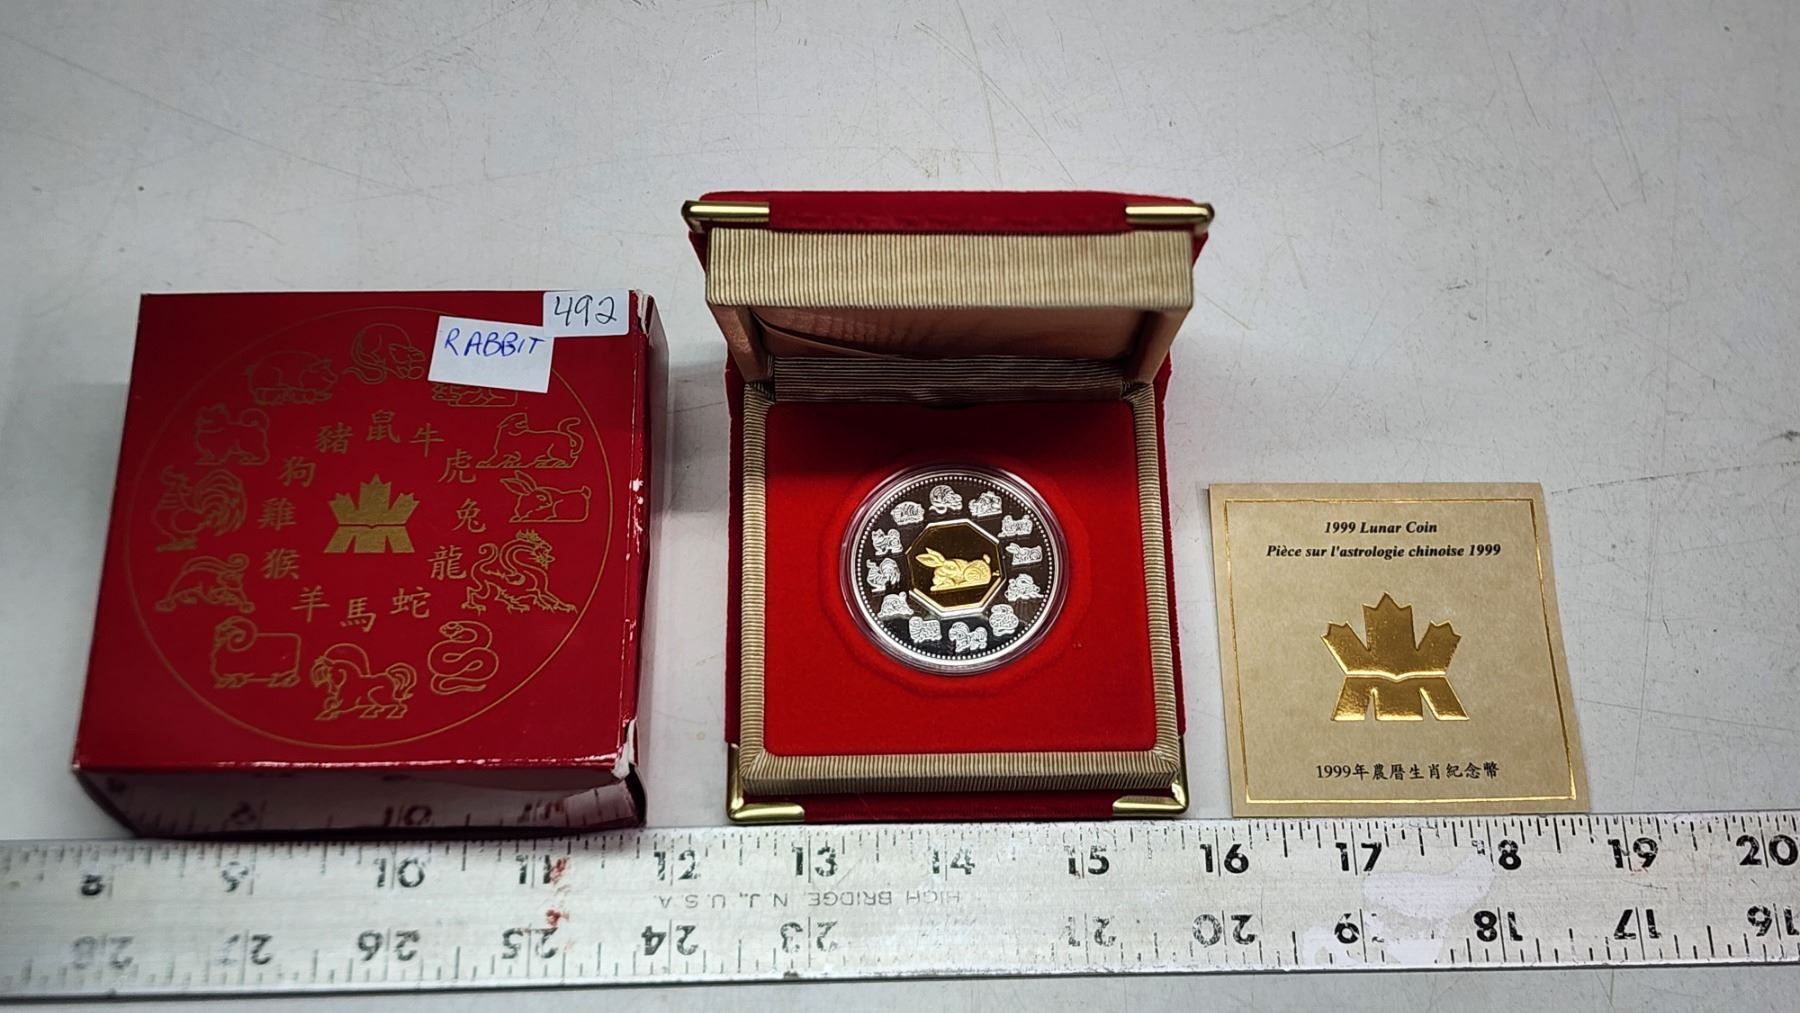 492
RABBIT
鼠
牛
虎
兔
龍
蛇
馬
羊
猴
雞
狗
豬
1999 Lunar Coin
Pièce sur l'astrologie chinoise 1999
1999年農曆生肖紀念幣
10 11 12 13 14 15 16 17 18 19 20
HIGH BRIDGE N.J., U.S.A.
16 17 18 19 20 21 23 24 25 26 27 28